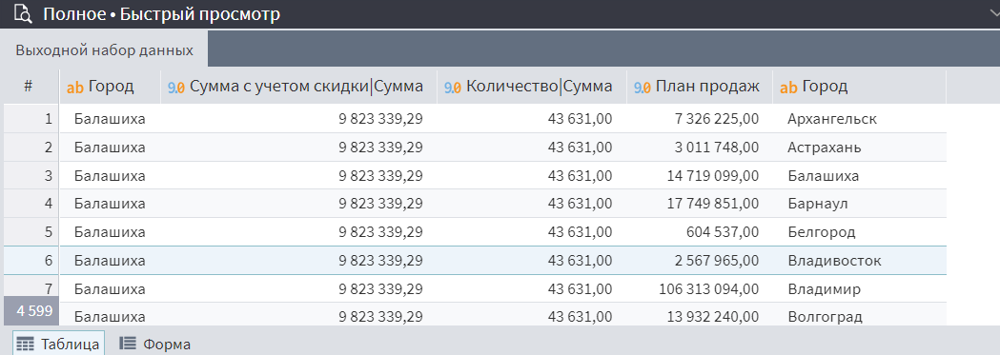 Полное • Быстрый просмотр
Выходной набор данных
# ab Город 9.0 Сумма с учетом скидки|Сумма 9.0 Количество|Сумма 9.0 План продаж ab Город
1 Балашиха 9 823 339,29 43 631,00 7 326 225,00 Архангельск
2 Балашиха 9 823 339,29 43 631,00 3 011 748,00 Астрахань
3 Балашиха 9 823 339,29 43 631,00 14 719 099,00 Балашиха
4 Балашиха 9 823 339,29 43 631,00 17 749 851,00 Барнаул
5 Балашиха 9 823 339,29 43 631,00 604 537,00 Белгород
6 Балашиха 9 823 339,29 43 631,00 2 567 965,00 Владивосток
7 Балашиха 9 823 339,29 43 631,00 106 313 094,00 Владимир
4 599 Балашиха 9 823 339,29 43 631,00 13 932 240,00 Волгоград
Таблица Форма